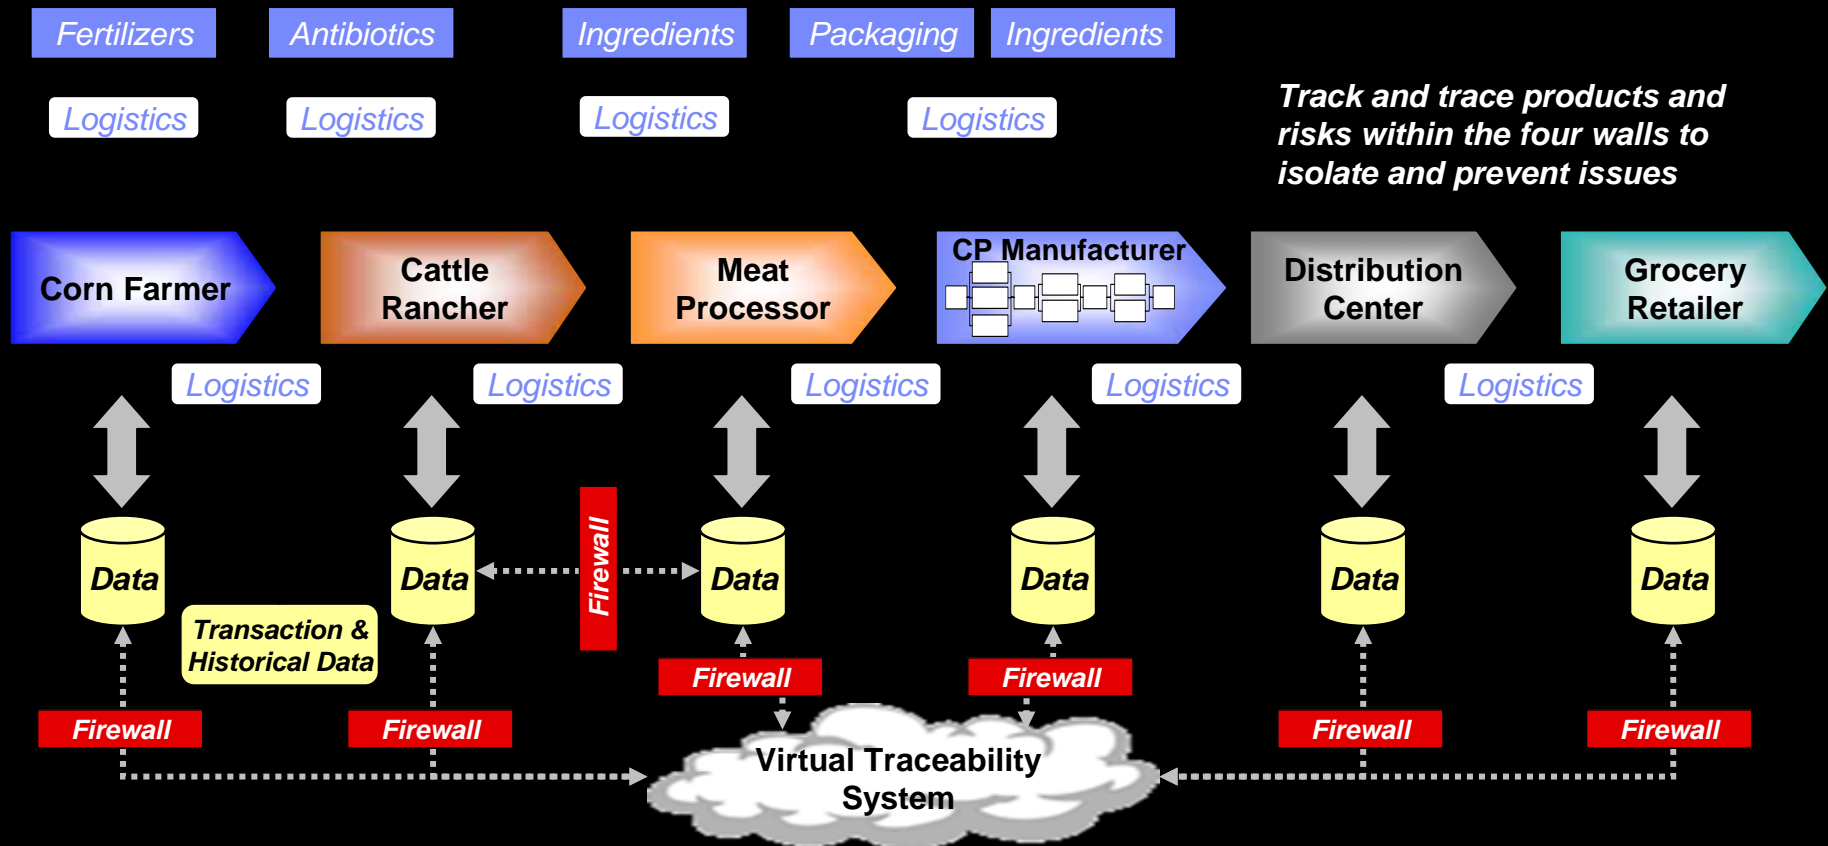 Fertilizers
Antibiotics
Ingredients
Packaging
Ingredients
Logistics
Logistics
Logistics
Logistics
Track and trace products and
risks within the four walls to
isolate and prevent issues
Corn Farmer
Cattle
Rancher
Meat
Processor
CP Manufacturer
Distribution
Center
Grocery
Retailer
Logistics
Logistics
Logistics
Logistics
Logistics
Data
Data
Firewall
Data
Data
Data
Data
Transaction &
Historical Data
Firewall
Firewall
Firewall
Firewall
Firewall
Firewall
Virtual Traceability
System